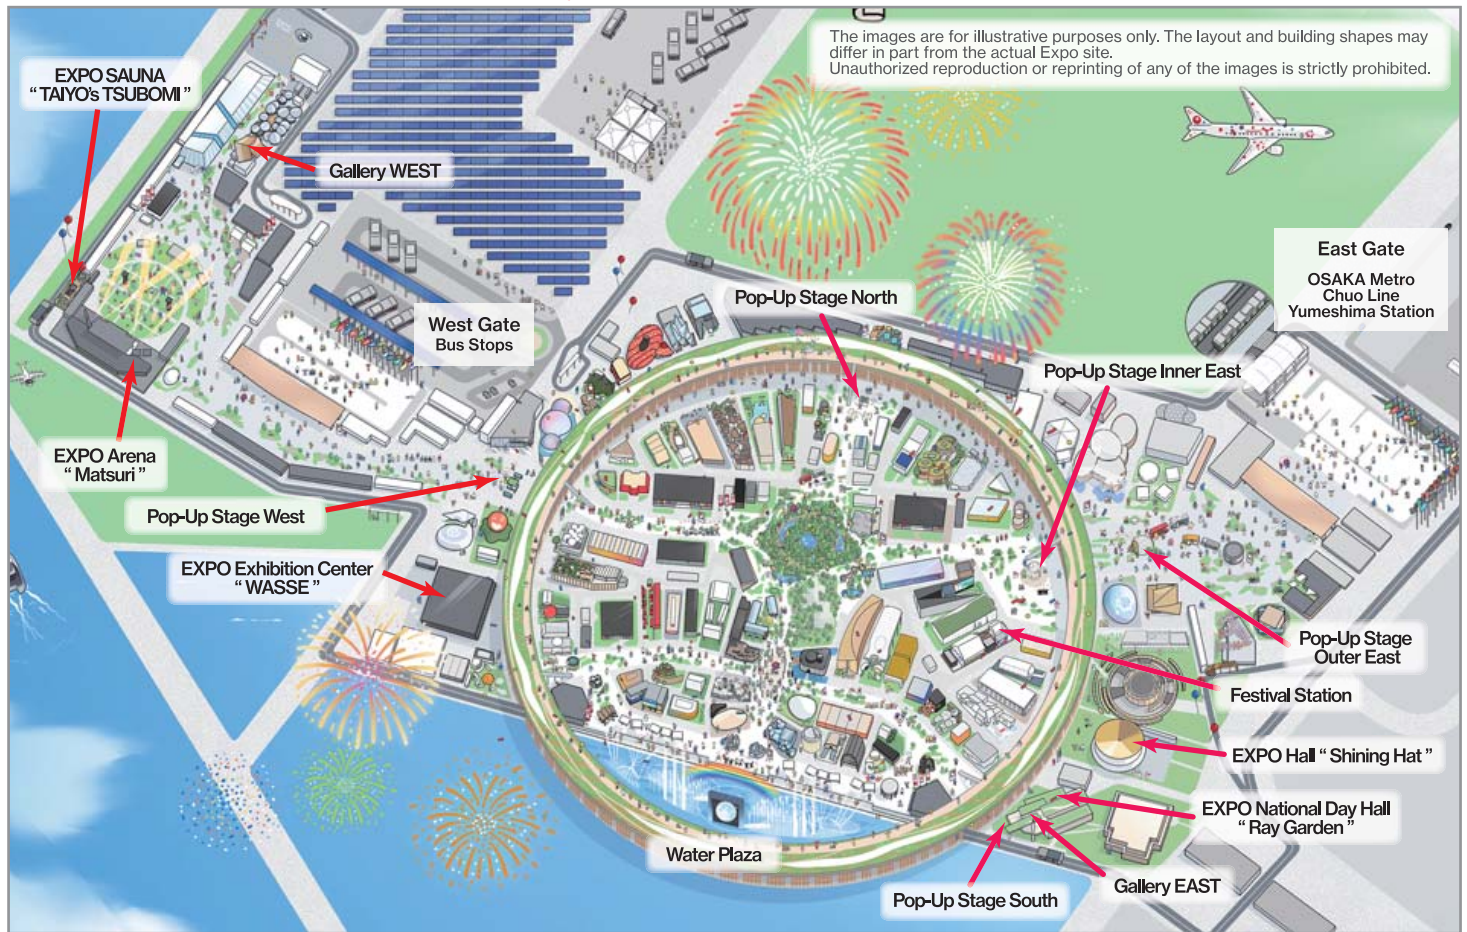 The images are for illustrative purposes only. The layout and building shapes may
differ in part from the actual Expo site.
Unauthorized reproduction or reprinting of any of the images is strictly prohibited.
EXPO SAUNA
“ TAIYO's TSUBOMI ”
Gallery WEST
East Gate
OSAKA Metro
Chuo Line
Yumeshima Station
Pop-Up Stage North
West Gate
Bus Stops
Pop-Up Stage Inner East
EXPO Arena
“ Matsuri ”
Pop-Up Stage West
EXPO Exhibition Center
“ WASSE ”
Pop-Up Stage
Outer East
Festival Station
EXPO Hall “ Shining Hat ”
EXPO National Day Hall
“ Ray Garden ”
Water Plaza
Gallery EAST
Pop-Up Stage South